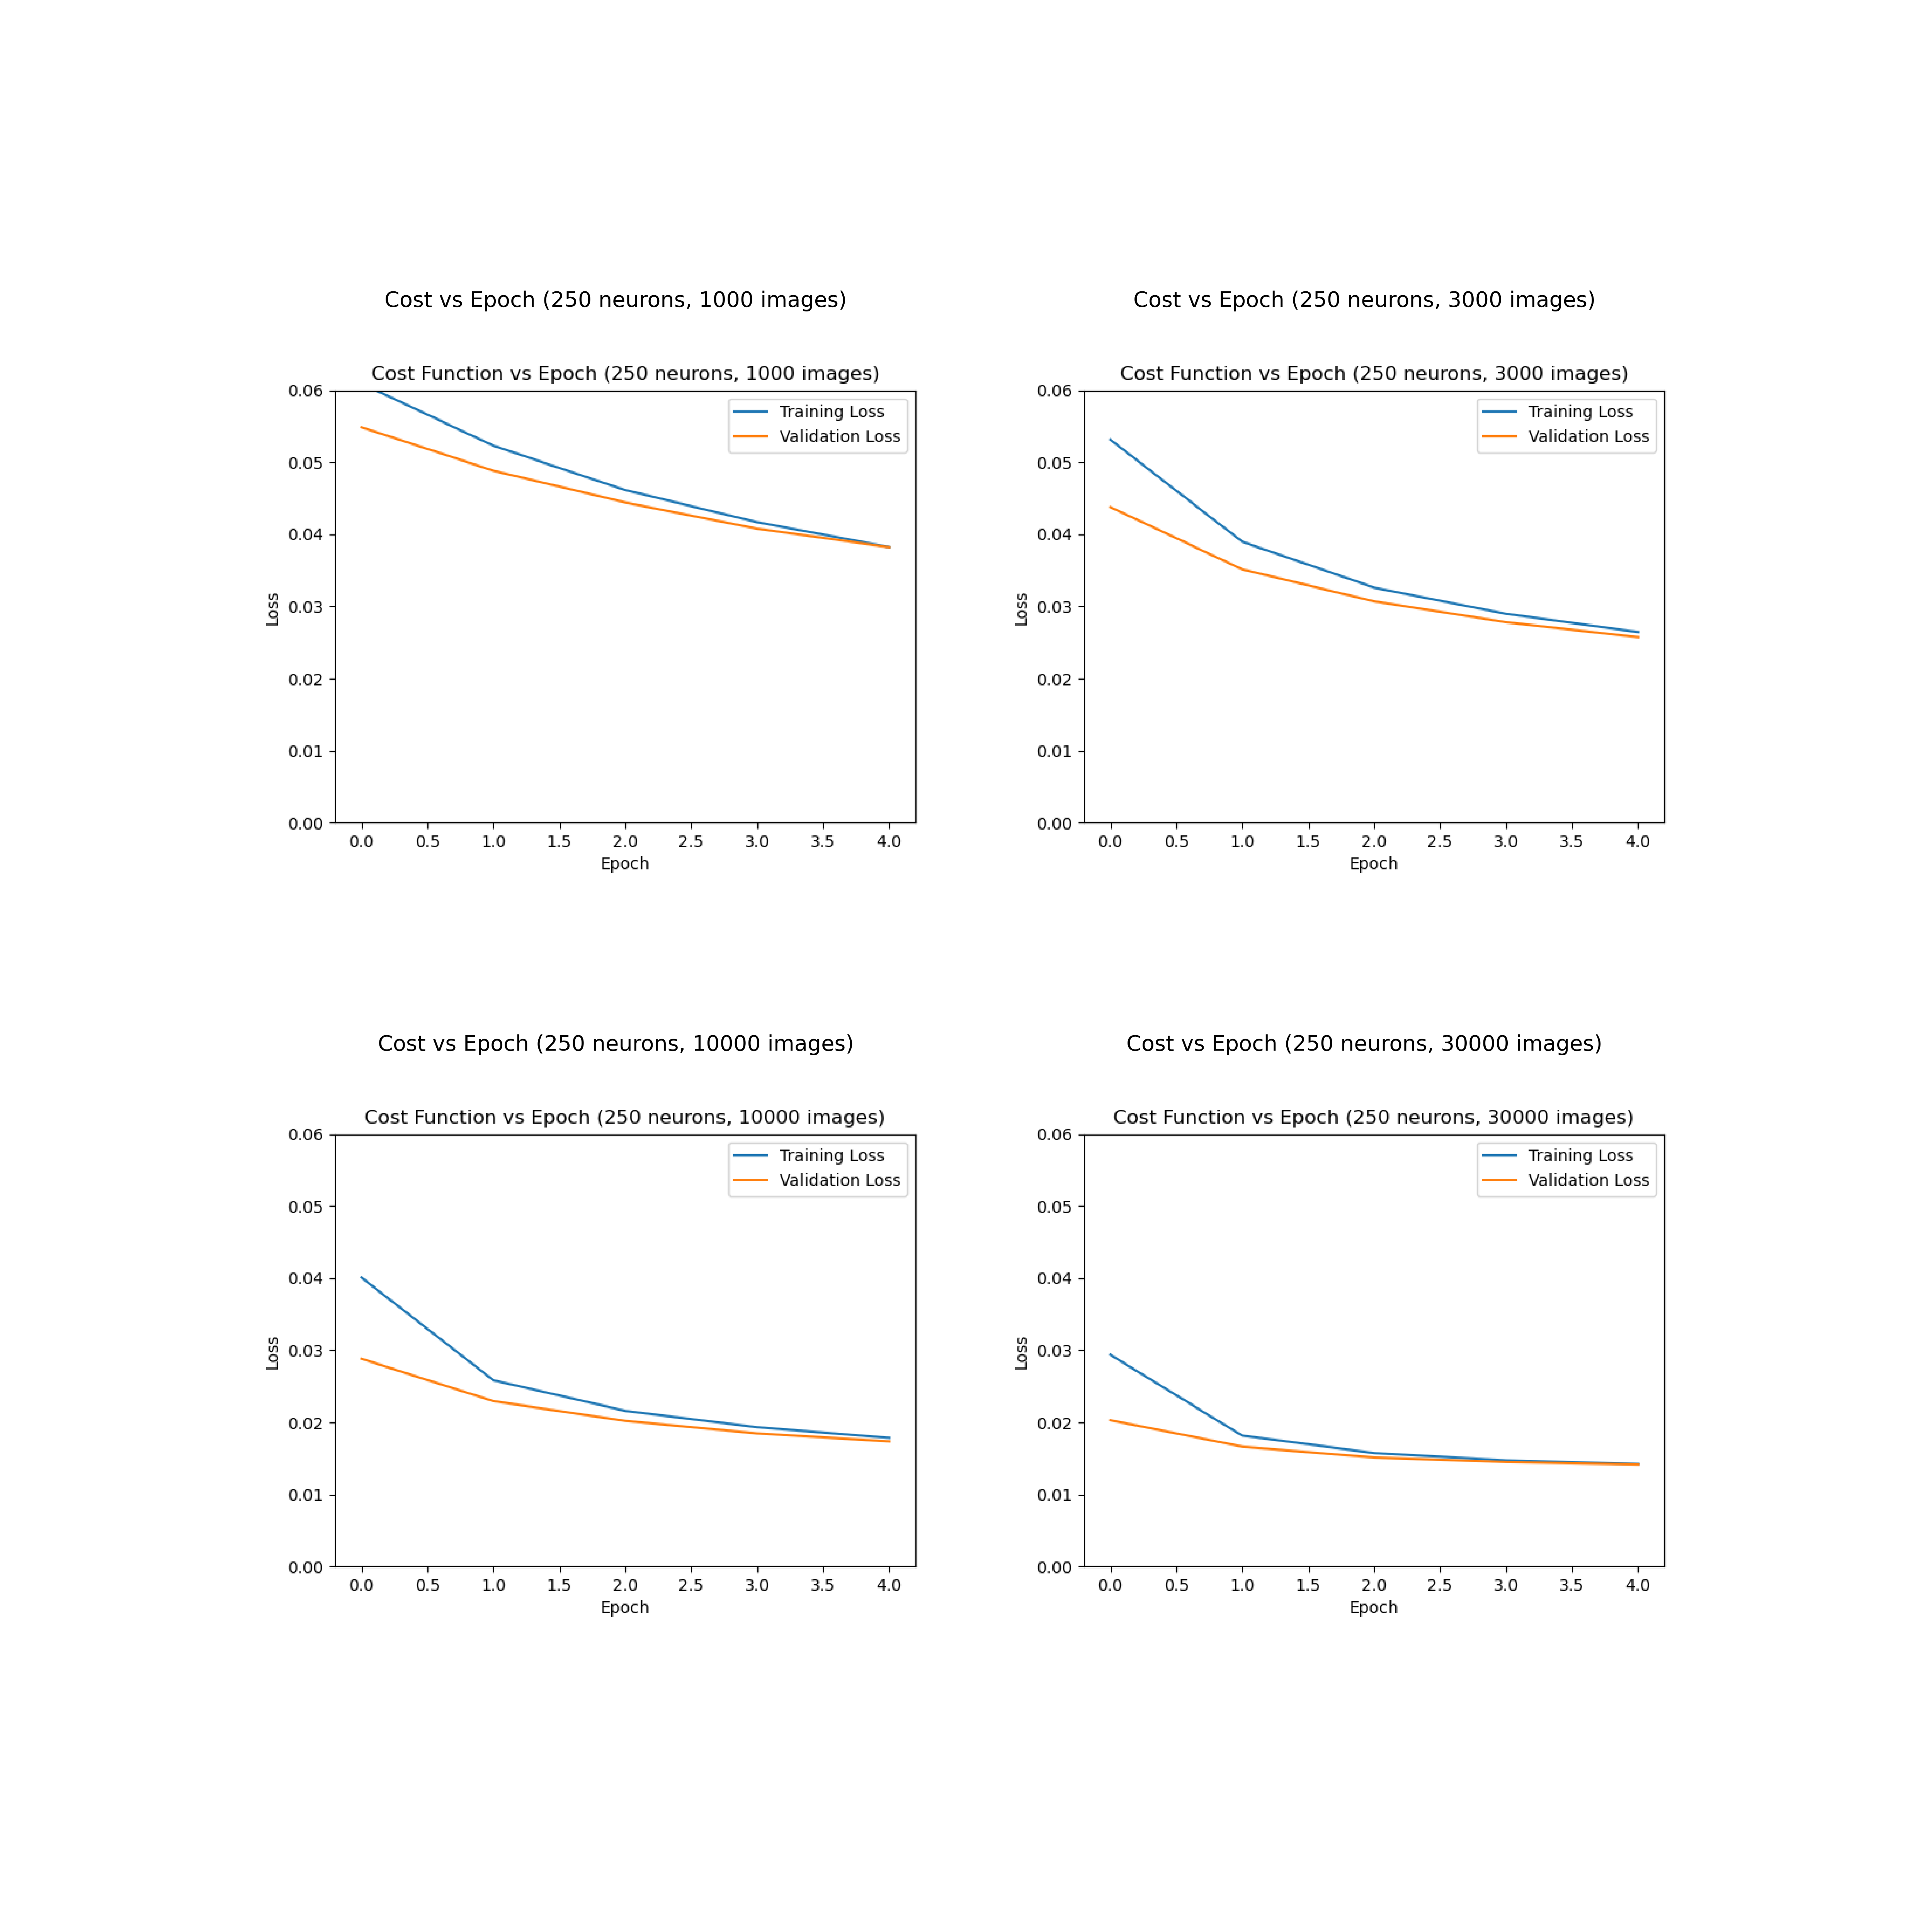 Cost vs Epoch (250 neurons, 1000 images)
Cost Function vs Epoch (250 neurons, 1000 images)
Training Loss
Validation Loss
0.06
0.05
0.04
0.03
0.02
0.01
0.00
Loss
0.0 0.5 1.0 1.5 2.0 2.5 3.0 3.5 4.0
Epoch
Cost vs Epoch (250 neurons, 3000 images)
Cost Function vs Epoch (250 neurons, 3000 images)
Training Loss
Validation Loss
0.06
0.05
0.04
0.03
0.02
0.01
0.00
Loss
0.0 0.5 1.0 1.5 2.0 2.5 3.0 3.5 4.0
Epoch
Cost vs Epoch (250 neurons, 10000 images)
Cost Function vs Epoch (250 neurons, 10000 images)
Training Loss
Validation Loss
0.06
0.05
0.04
0.03
0.02
0.01
0.00
Loss
0.0 0.5 1.0 1.5 2.0 2.5 3.0 3.5 4.0
Epoch
Cost vs Epoch (250 neurons, 30000 images)
Cost Function vs Epoch (250 neurons, 30000 images)
Training Loss
Validation Loss
0.06
0.05
0.04
0.03
0.02
0.01
0.00
Loss
0.0 0.5 1.0 1.5 2.0 2.5 3.0 3.5 4.0
Epoch